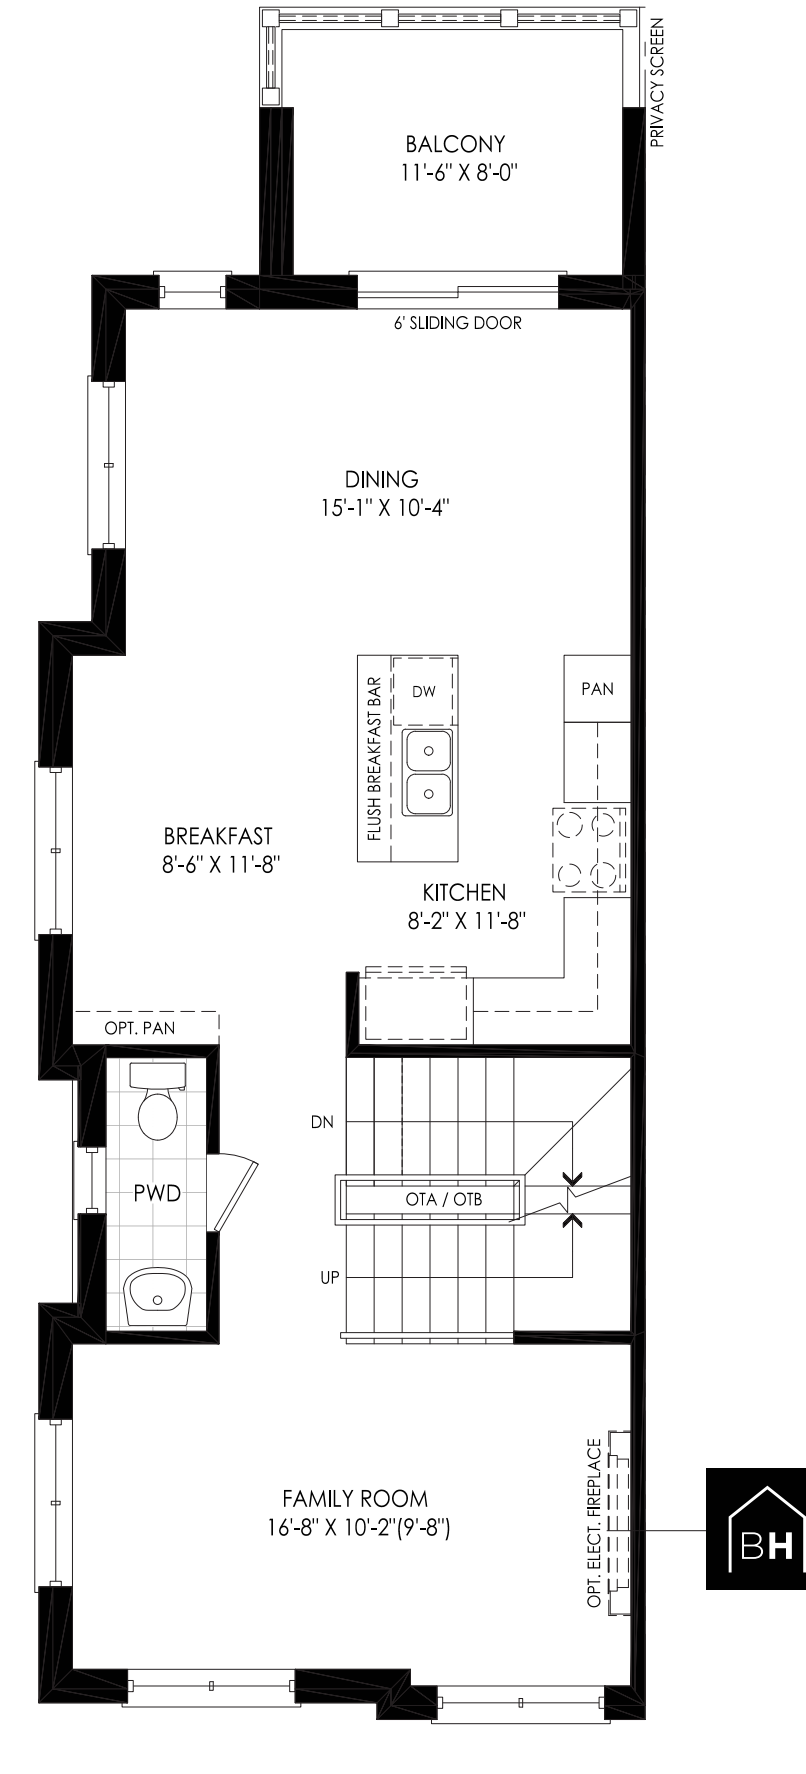 PRIVACY SCREEN
BALCONY
11'-6" X 8'-0"
6' SLIDING DOOR
DINING
15'-1" X 10'-4"
FLUSH BREAKFAST BAR
DW
PAN
BREAKFAST
8'-6" X 11'-8"
KITCHEN
8'-2" X 11'-8"
OPT. PAN
DN
PWD
OTA / OTB
UP
OPT. ELECT. FIREPLACE
FAMILY ROOM
16'-8" X 10'-2"(9'-8")
BH